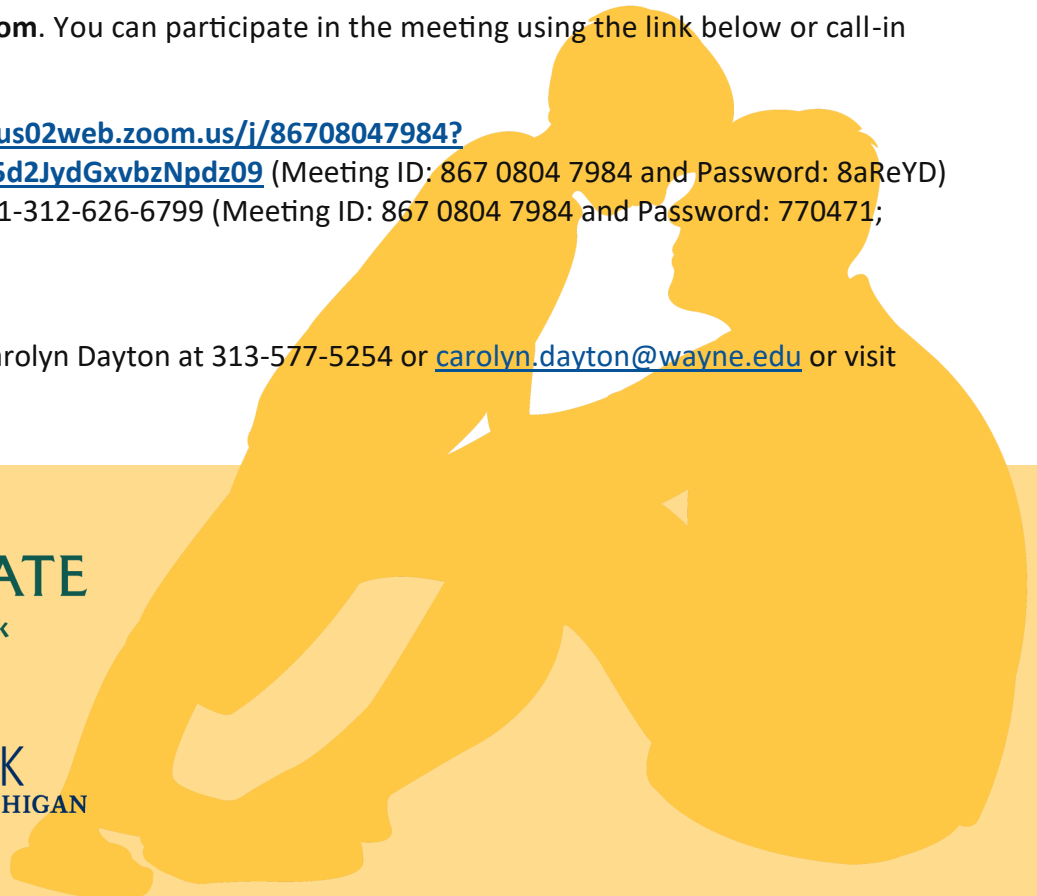 om. You can participate in the meeting using the link below or call-in
us02web.zoom.us/j/86708047984?
5d2JydGxvbzNpdz09 (Meeting ID: 867 0804 7984 and Password: 8aReYD)
1-312-626-6799 (Meeting ID: 867 0804 7984 and Password: 770471;
arolyn Dayton at 313-577-5254 or carolyn.dayton@wayne.edu or visit
ATE
K
K
HIGAN